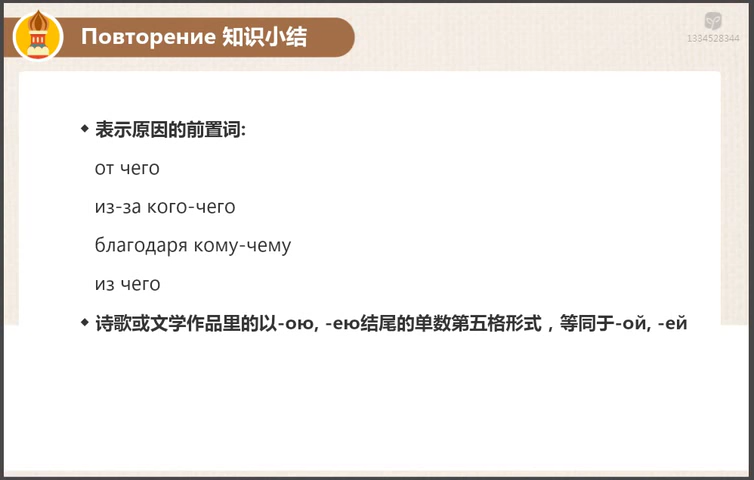 Повторение 知识小结
1334528344
表示原因的前置词:
от чего
из-за кого-чего
благодаря кому-чему
из чего
诗歌或文学作品里的以-ою, -ею结尾的单数第五格形式，等同于-ой, -ей